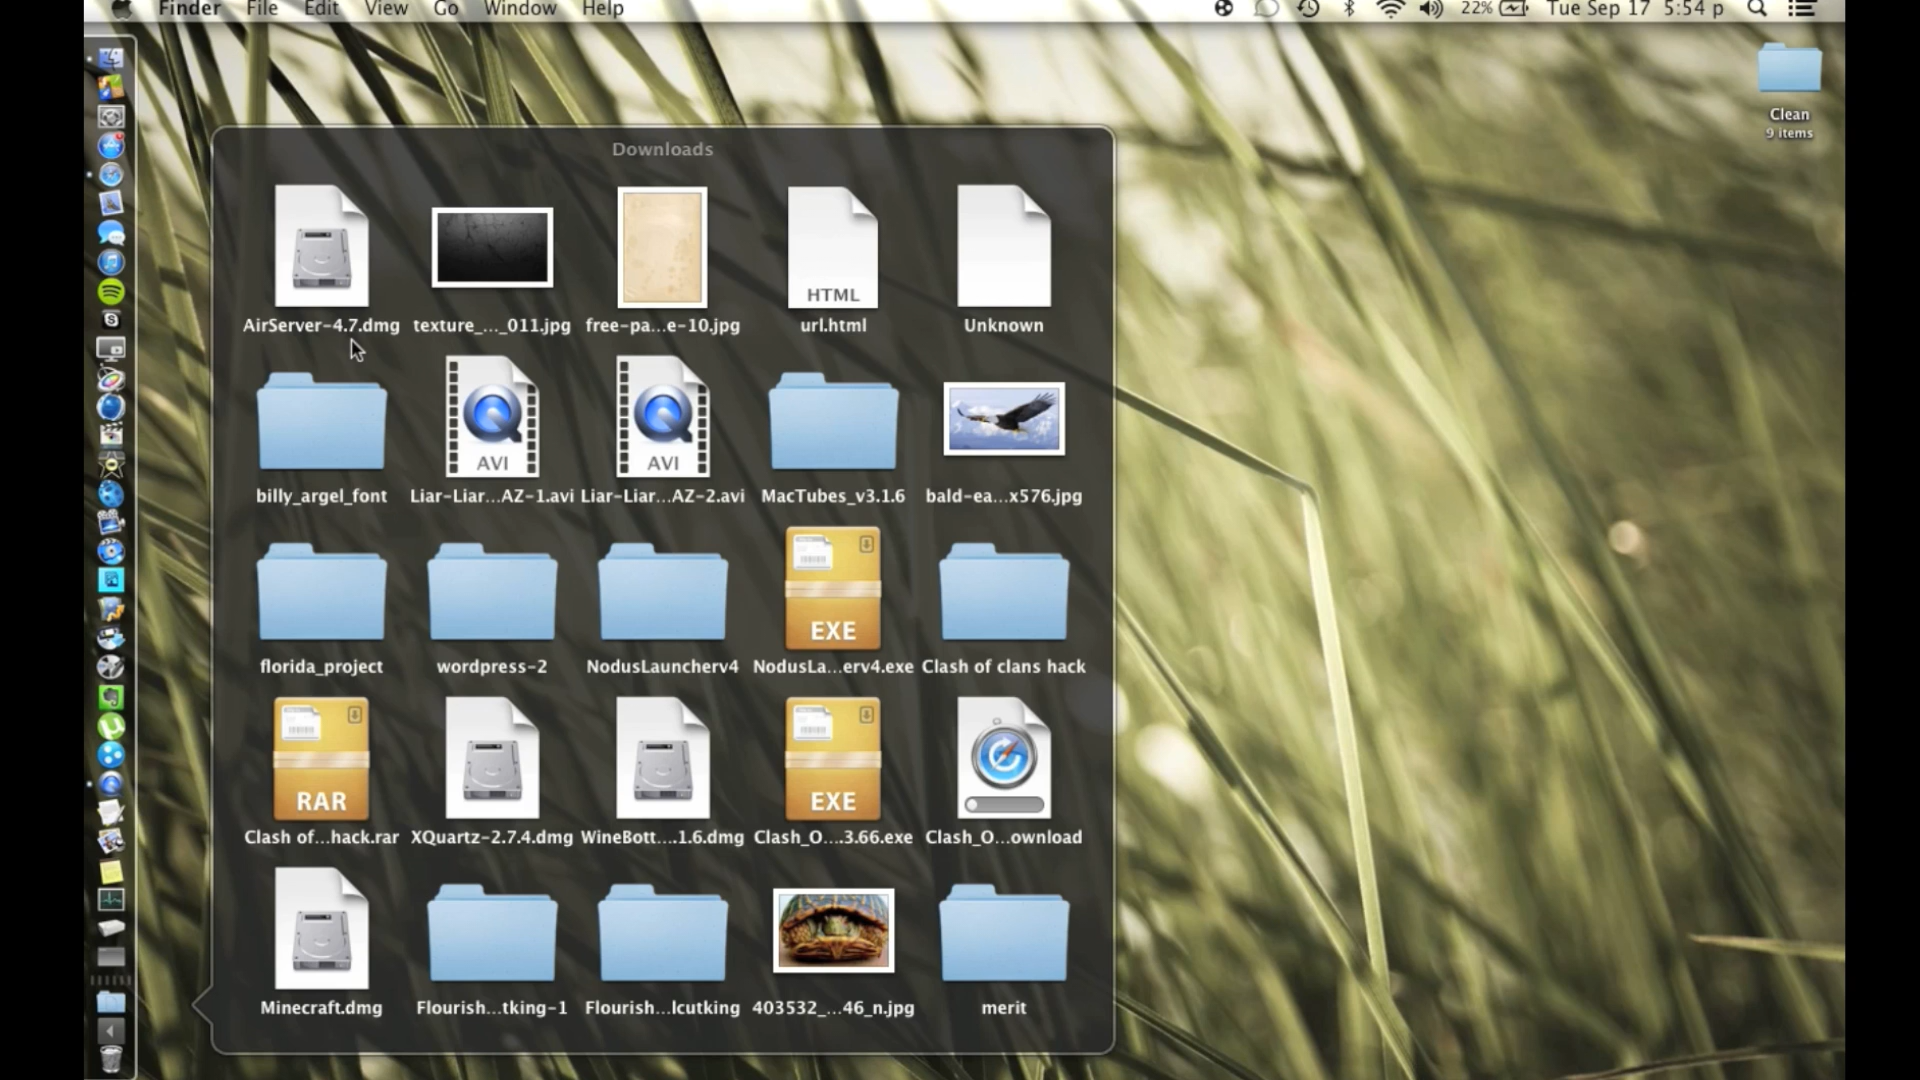 Finder File Edit View Go Window Help 22% Tue Sep 17 5:54 p
Clean
9 items
Downloads
AirServer-4.7.dmg texture_..._011.jpg free-pa...e-10.jpg HTML url.html Unknown
AVI AVI
billy_argel_font Liar-Liar...AZ-1.avi Liar-Liar...AZ-2.avi MacTubes_v3.1.6 bald-ea...x576.jpg
EXE
florida_project wordpress-2 NodusLauncherv4 NodusLa...erv4.exe Clash of clans hack
RAR EXE
Clash of...hack.rar XQuartz-2.7.4.dmg WineBott....1.6.dmg Clash_O....3.66.exe Clash_O...ownload
Minecraft.dmg Flourish...tking-1 Flourish...lcutking 403532_...46_n.jpg merit